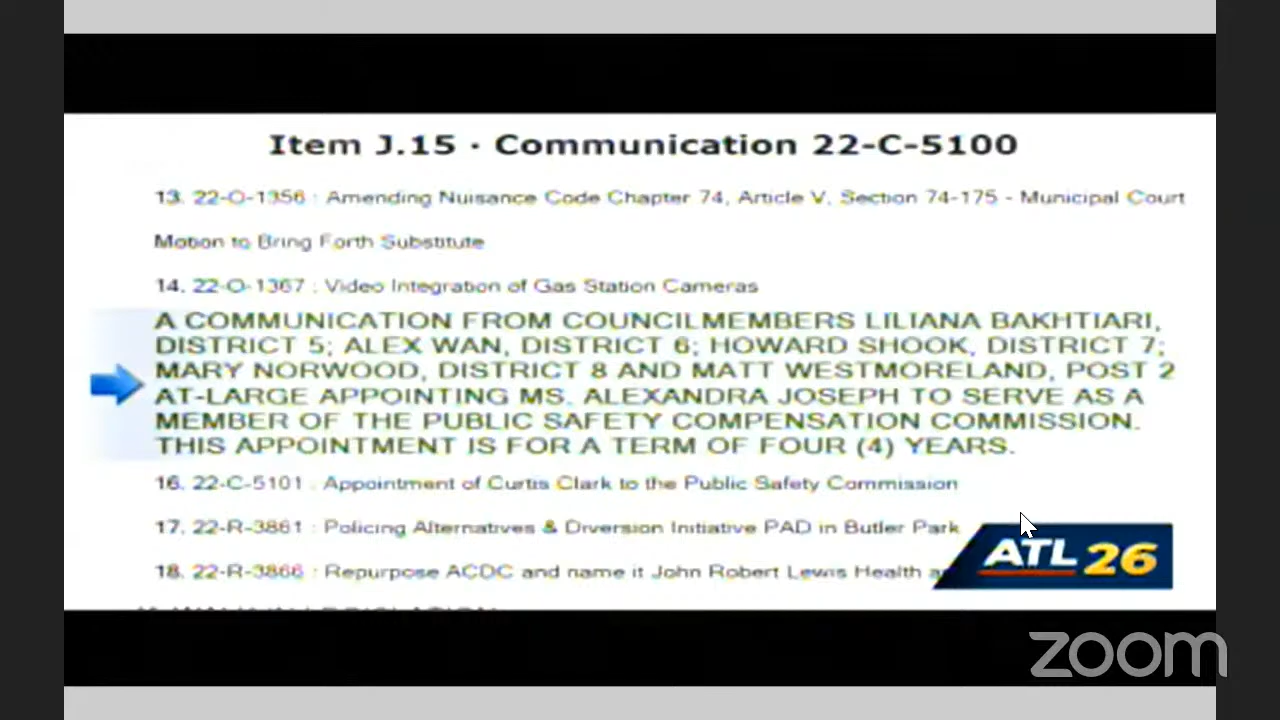 Item J.15 · Communication 22-C-5100
13. 22-O-1356 : Amending Nuisance Code Chapter 74, Article V, Section 74-175 - Municipal Court
Motion to Bring Forth Substitute
14. 22-O-1367 : Video Integration of Gas Station Cameras
A COMMUNICATION FROM COUNCILMEMBERS LILIANA BAKHTIARI,
DISTRICT 5; ALEX WAN, DISTRICT 6; HOWARD SHOOK, DISTRICT 7;
MARY NORWOOD, DISTRICT 8 AND MATT WESTMORELAND, POST 2
AT-LARGE APPOINTING MS. ALEXANDRA JOSEPH TO SERVE AS A
MEMBER OF THE PUBLIC SAFETY COMPENSATION COMMISSION.
THIS APPOINTMENT IS FOR A TERM OF FOUR (4) YEARS.
16. 22-C-5101 : Appointment of Curtis Clark to the Public Safety Commission
17. 22-R-3861 : Policing Alternatives & Diversion Initiative PAD in Butler Park
18. 22-R-3866 : Repurpose ACDC and name it John Robert Lewis Health
ATL 26
zoom